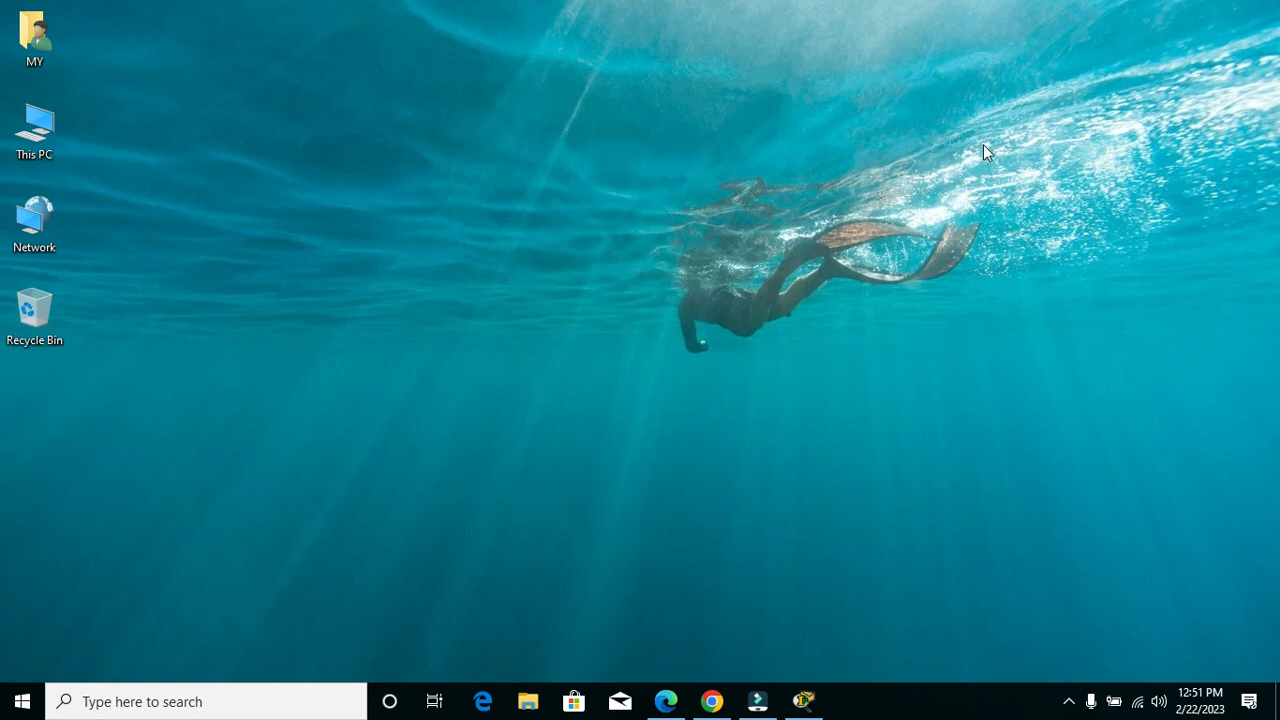 MY
This PC
Network
Recycle Bin
Type here to search
12:51 PM
2/22/2023